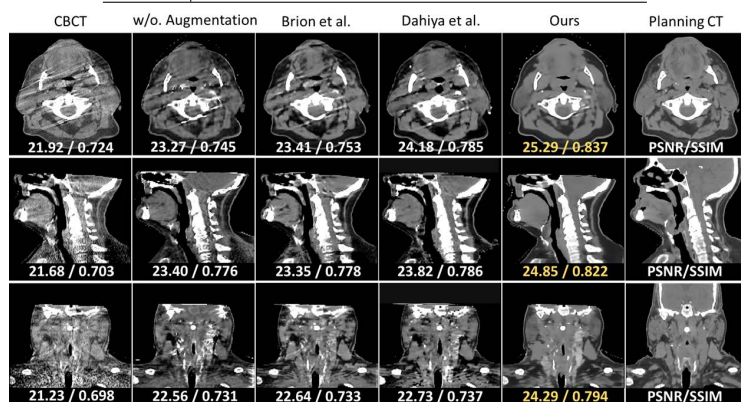 CBCT w/o. Augmentation Brion et al. Dahiya et al. Ours Planning CT
21.92 / 0.724 23.27 / 0.745 23.41 / 0.753 24.18 / 0.785 25.29 / 0.837 PSNR/SSIM
21.68 / 0.703 23.40 / 0.776 23.35 / 0.778 23.82 / 0.786 24.85 / 0.822 PSNR/SSIM
21.23 / 0.698 22.56 / 0.731 22.64 / 0.733 22.73 / 0.737 24.29 / 0.794 PSNR/SSIM